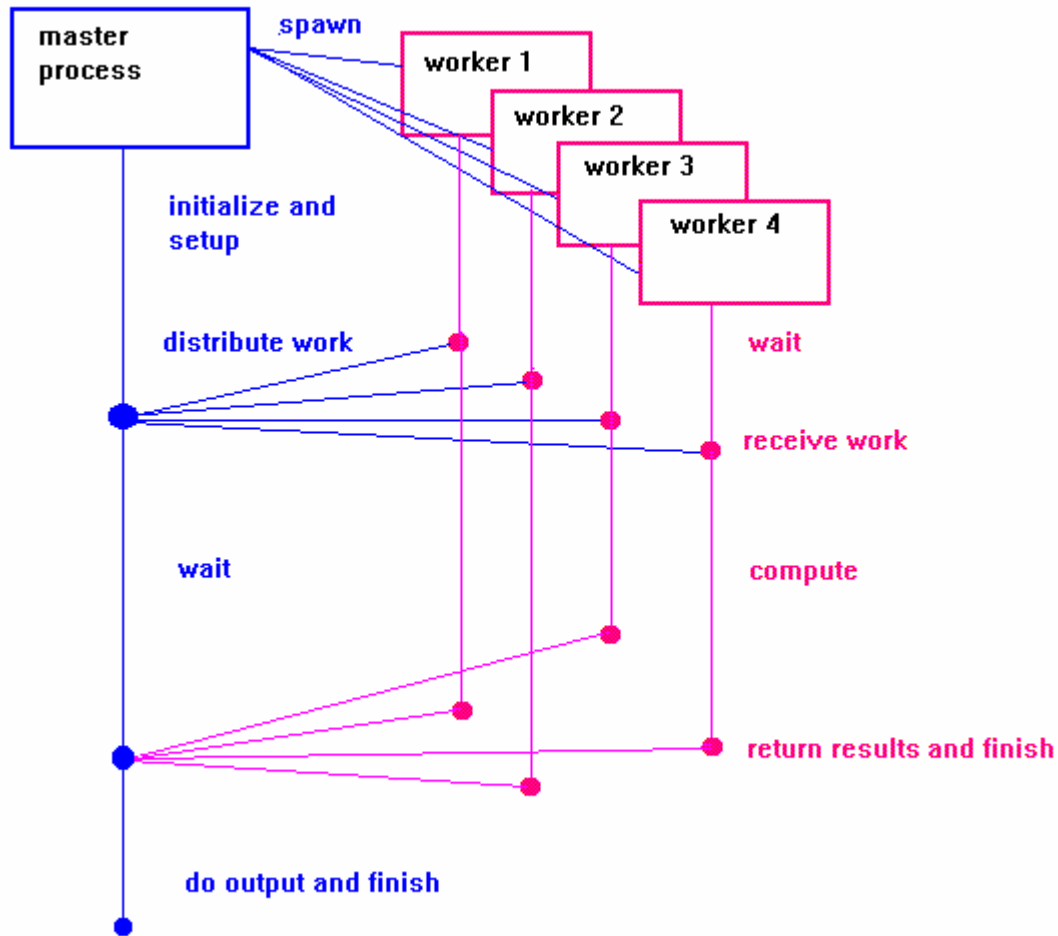 master
process
spawn
worker 1
worker 2
worker 3
worker 4
initialize and
setup
distribute work
wait
receive work
wait
compute
return results and finish
do output and finish